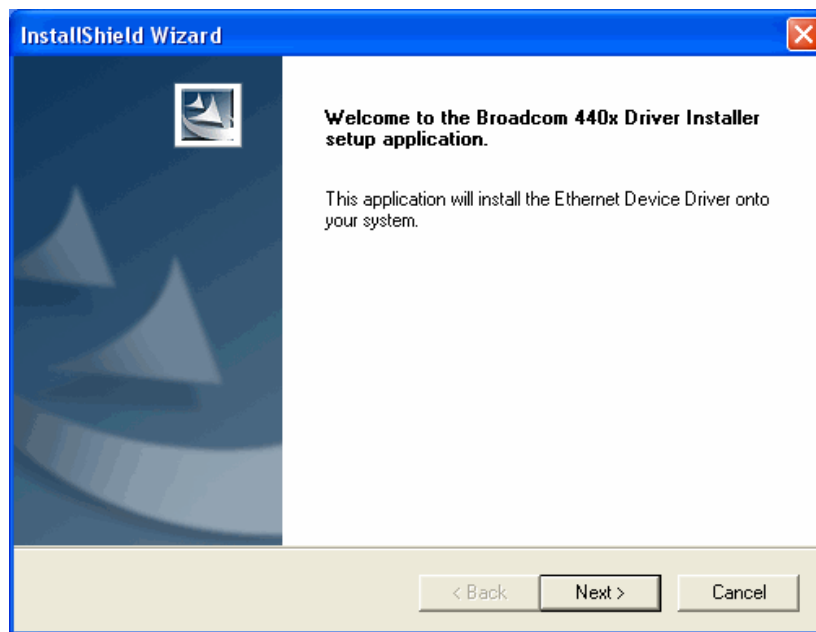 InstallShield Wizard
Welcome to the Broadcom 440x Driver Installer
setup application.
This application will install the Ethernet Device Driver onto
your system.
< Back
Next >
Cancel